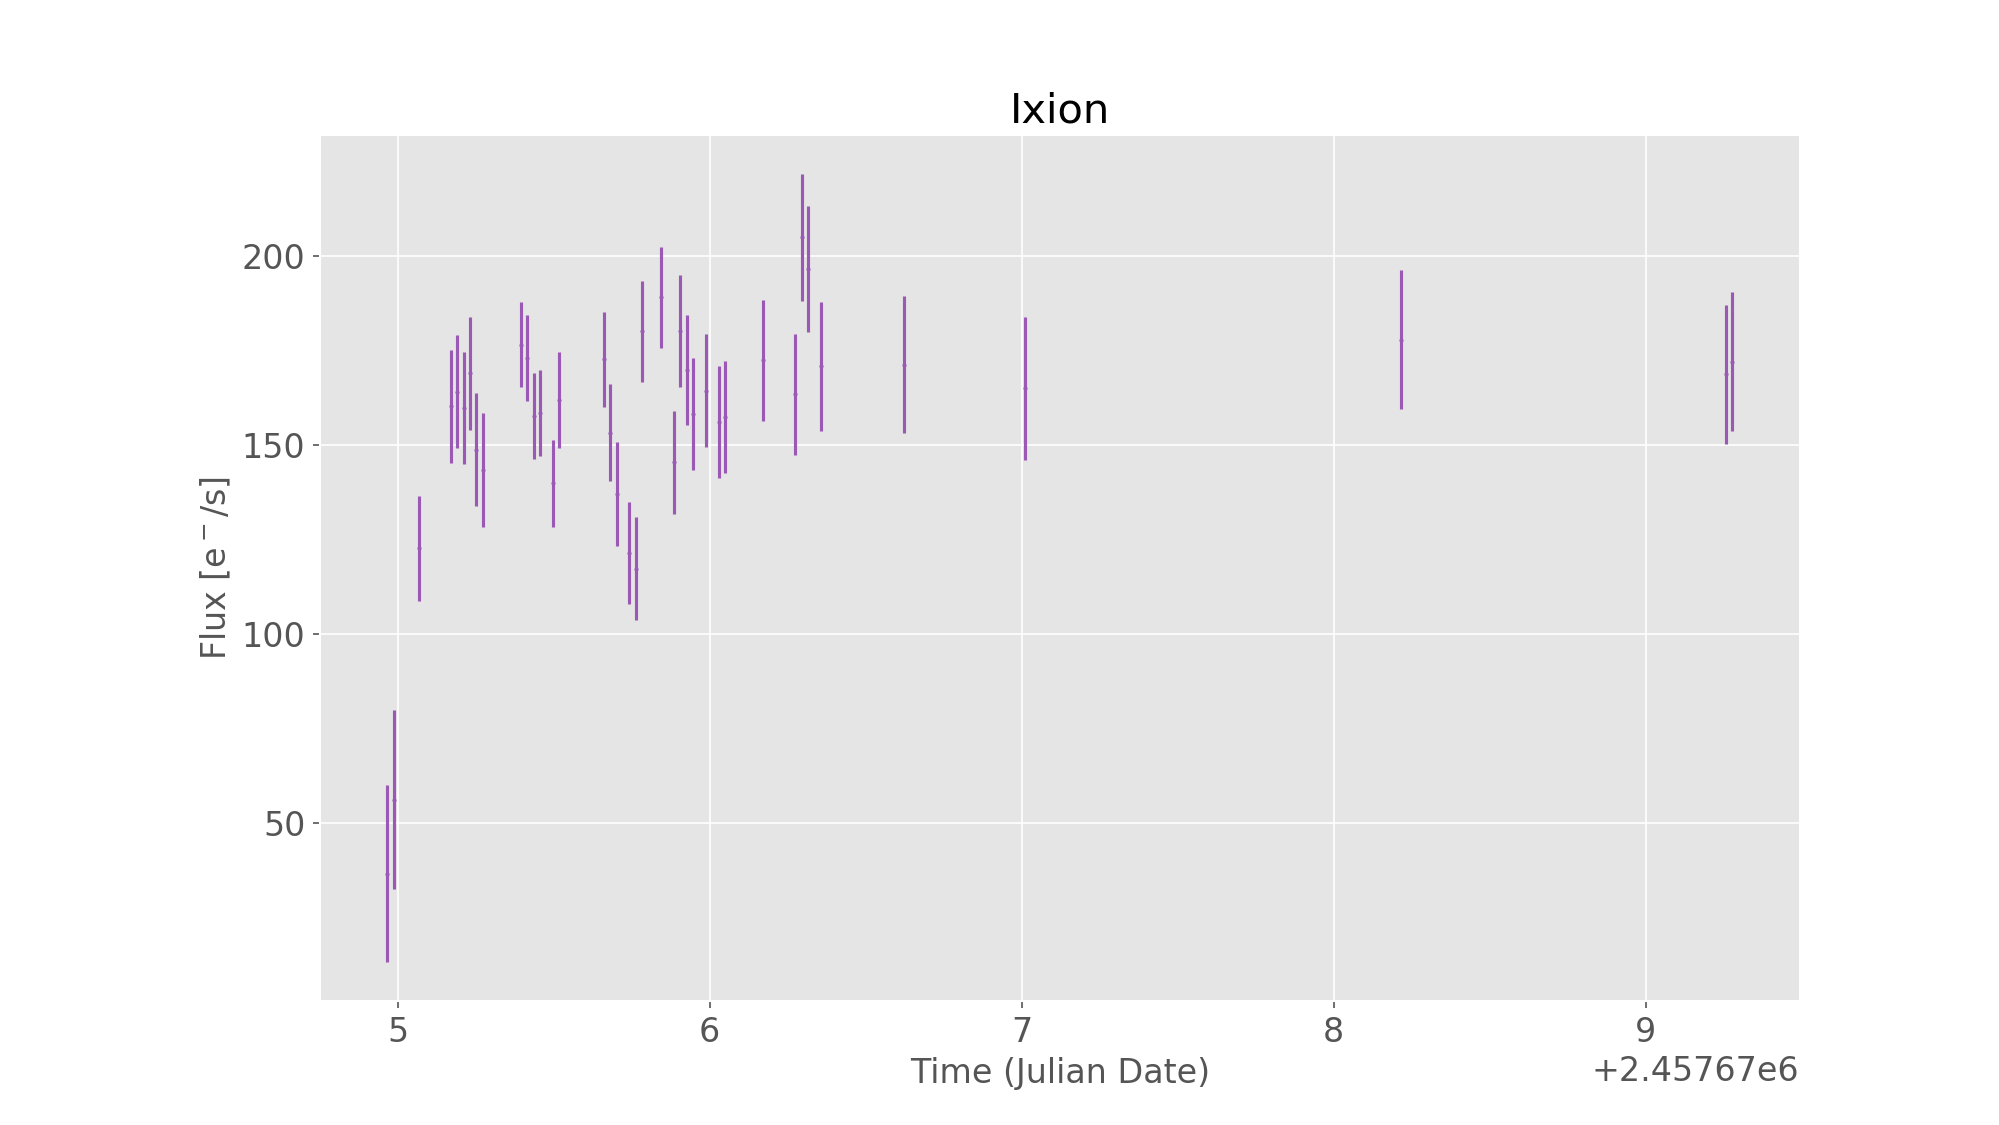 Ixion
200
150
100
50
Flux [e⁻/s]
5 6 7 8 9
Time (Julian Date)
+2.45767e6